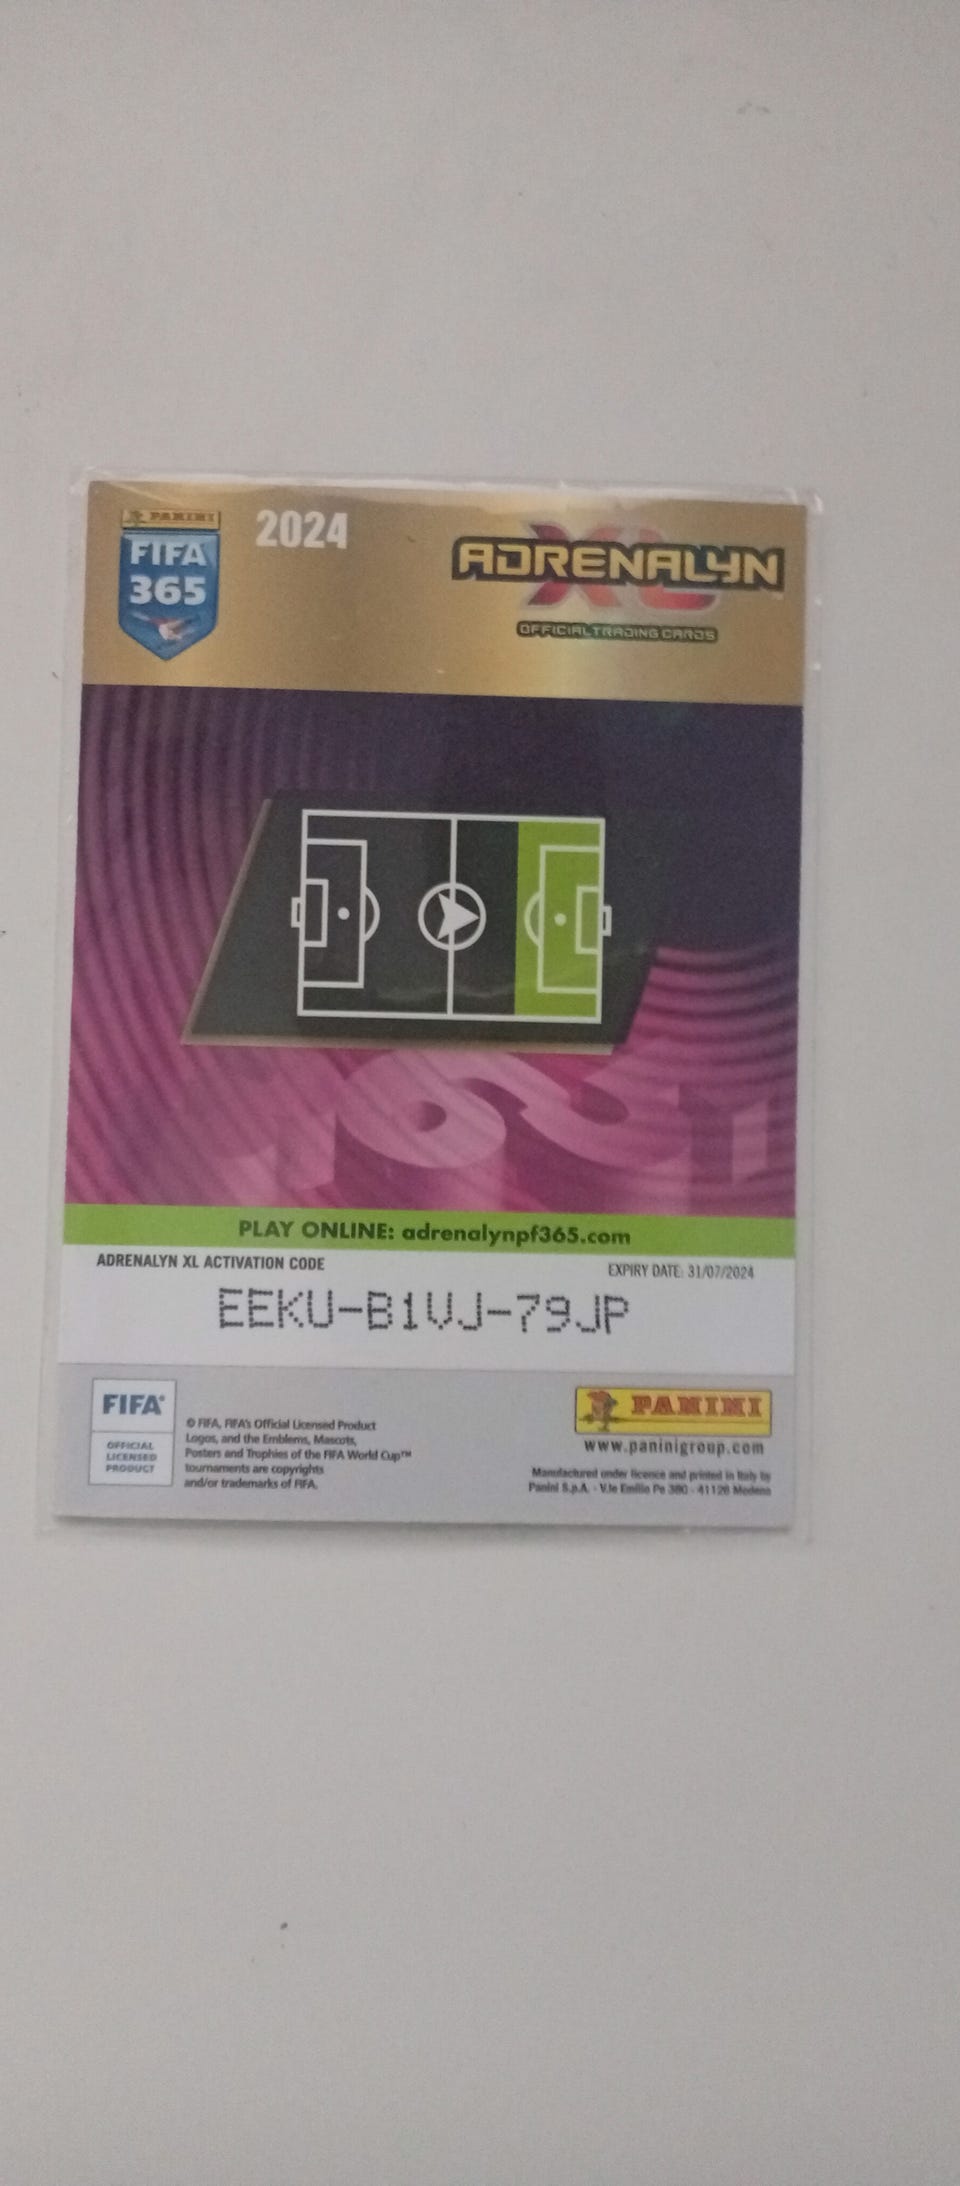 PANINI
FIFA
365
2024
ADRENALYN
XL
OFFICIAL TRADING CARDS
PLAY ONLINE: adrenalynpf365.com
ADRENALYN XL ACTIVATION CODE
EXPIRY DATE: 31/07/2024
EEKU-B1VJ-79JP
FIFA®
OFFICIAL
LICENSED
PRODUCT
© FIFA, FIFA's Official Licensed Product
Logos, and the Emblems, Mascots,
Posters and Trophies of the FIFA World Cup™
tournaments are copyrights
and/or trademarks of FIFA.
PANINI
www.paninigroup.com
Manufactured under licence and printed in Italy by
Panini S.p.A. - V.le Emilio Po 380 - 41126 Modena